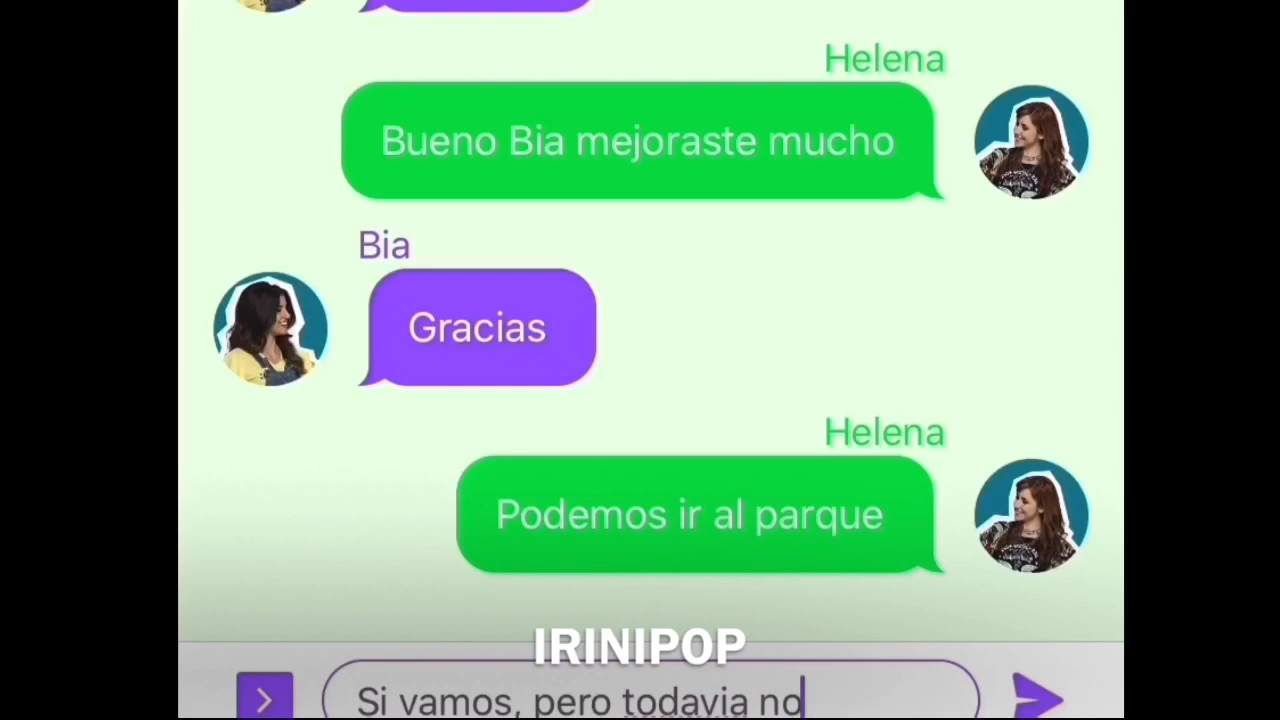 Helena
Bueno Bia mejoraste mucho
Bia
Gracias
Helena
Podemos ir al parque
IRINIPOP
Si vamos, pero todavia no